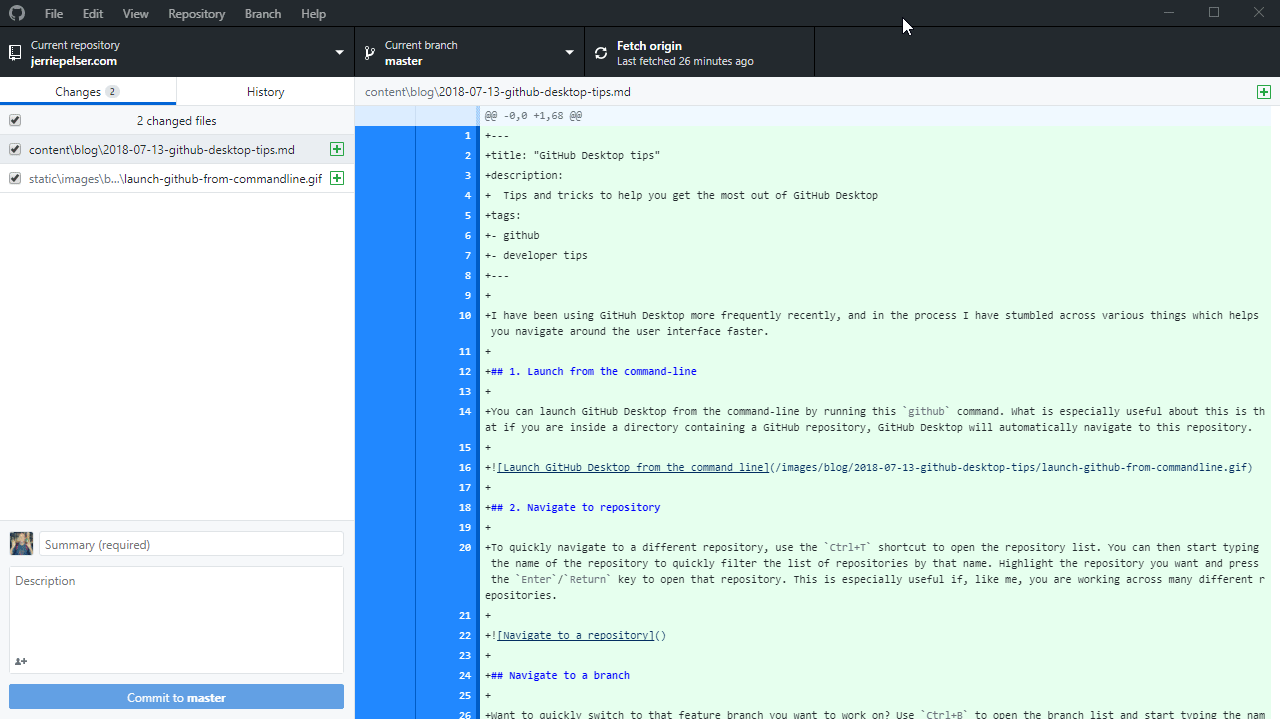 File Edit View Repository Branch Help
Current repository
jerriepelser.com
Current branch
master
Fetch origin
Last fetched 26 minutes ago
Changes 2
History
content\blog\2018-07-13-github-desktop-tips.md
2 changed files
content\blog\2018-07-13-github-desktop-tips.md
static\images\b...\launch-github-from-commandline.gif
Summary (required)
Description
Commit to master
@@ -0,0 +1,68 @@
1 +---
2 +title: "GitHub Desktop tips"
3 +description:
4 +  Tips and tricks to help you get the most out of GitHub Desktop
5 +tags:
6 +- github
7 +- developer tips
8 +---
9 +
10 +I have been using GitHuh Desktop more frequently recently, and in the process I have stumbled across various things which helps
you navigate around the user interface faster.
11 +
12 +## 1. Launch from the command-line
13 +
14 +You can launch GitHub Desktop from the command-line by running this `github` command. What is especially useful about this is th
at if you are inside a directory containing a GitHub repository, GitHub Desktop will automatically navigate to this repository.
15 +
16 +![Launch GitHub Desktop from the command line](/images/blog/2018-07-13-github-desktop-tips/launch-github-from-commandline.gif)
17 +
18 +## 2. Navigate to repository
19 +
20 +To quickly navigate to a different repository, use the `Ctrl+T` shortcut to open the repository list. You can then start typing
the name of the repository to quickly filter the list of repositories by that name. Highlight the repository you want and press
the `Enter`/`Return` key to open that repository. This is especially useful if, like me, you are working across many different r
epositories.
21 +
22 +![Navigate to a repository]()
23 +
24 +## Navigate to a branch
25 +
26 +Want to quickly switch to that feature branch you want to work on? Use `Ctrl+B` to open the branch list and start typing the nam